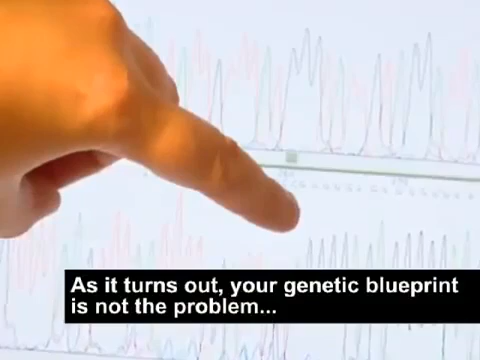 As it turns out, your genetic blueprint
is not the problem...